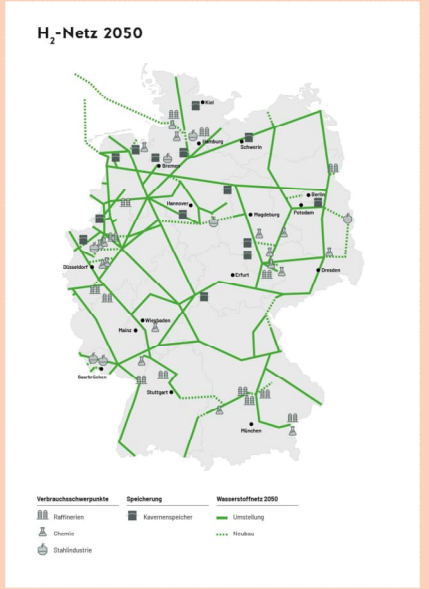 H2-Netz 2050
Kiel
Hamburg
Schwerin
Bremen
Berlin
Hannover
Potsdam
Magdeburg
Düsseldorf
Erfurt
Dresden
Wiesbaden
Mainz
Saarbrücken
Stuttgart
München
Verbrauchsschwerpunkte
Speicherung
Wasserstoffnetz 2050
Raffinerien
Kavernenspeicher
Umstellung
Chemie
Neubau
Stahlindustrie